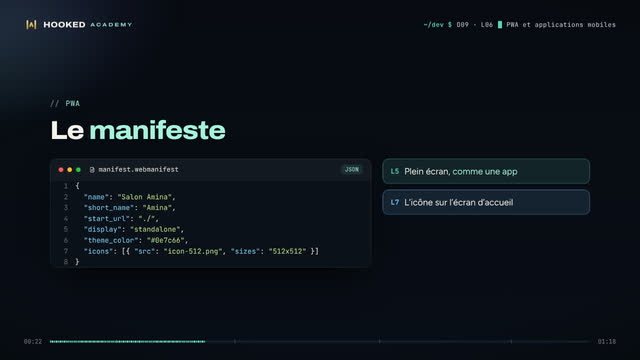 HOOKED ACADEMY
~/dev $ D09 · L06 PWA et applications mobiles
// PWA
Le manifeste
manifest.webmanifest JSON
1 {
2 "name": "Salon Amina",
3 "short_name": "Amina",
4 "start_url": "./",
5 "display": "standalone",
6 "theme_color": "#0e7c66",
7 "icons": [{ "src": "icon-512.png", "sizes": "512x512" }]
8 }
L5 Plein écran, comme une app
L7 L'icône sur l'écran d'accueil
00:22 01:18